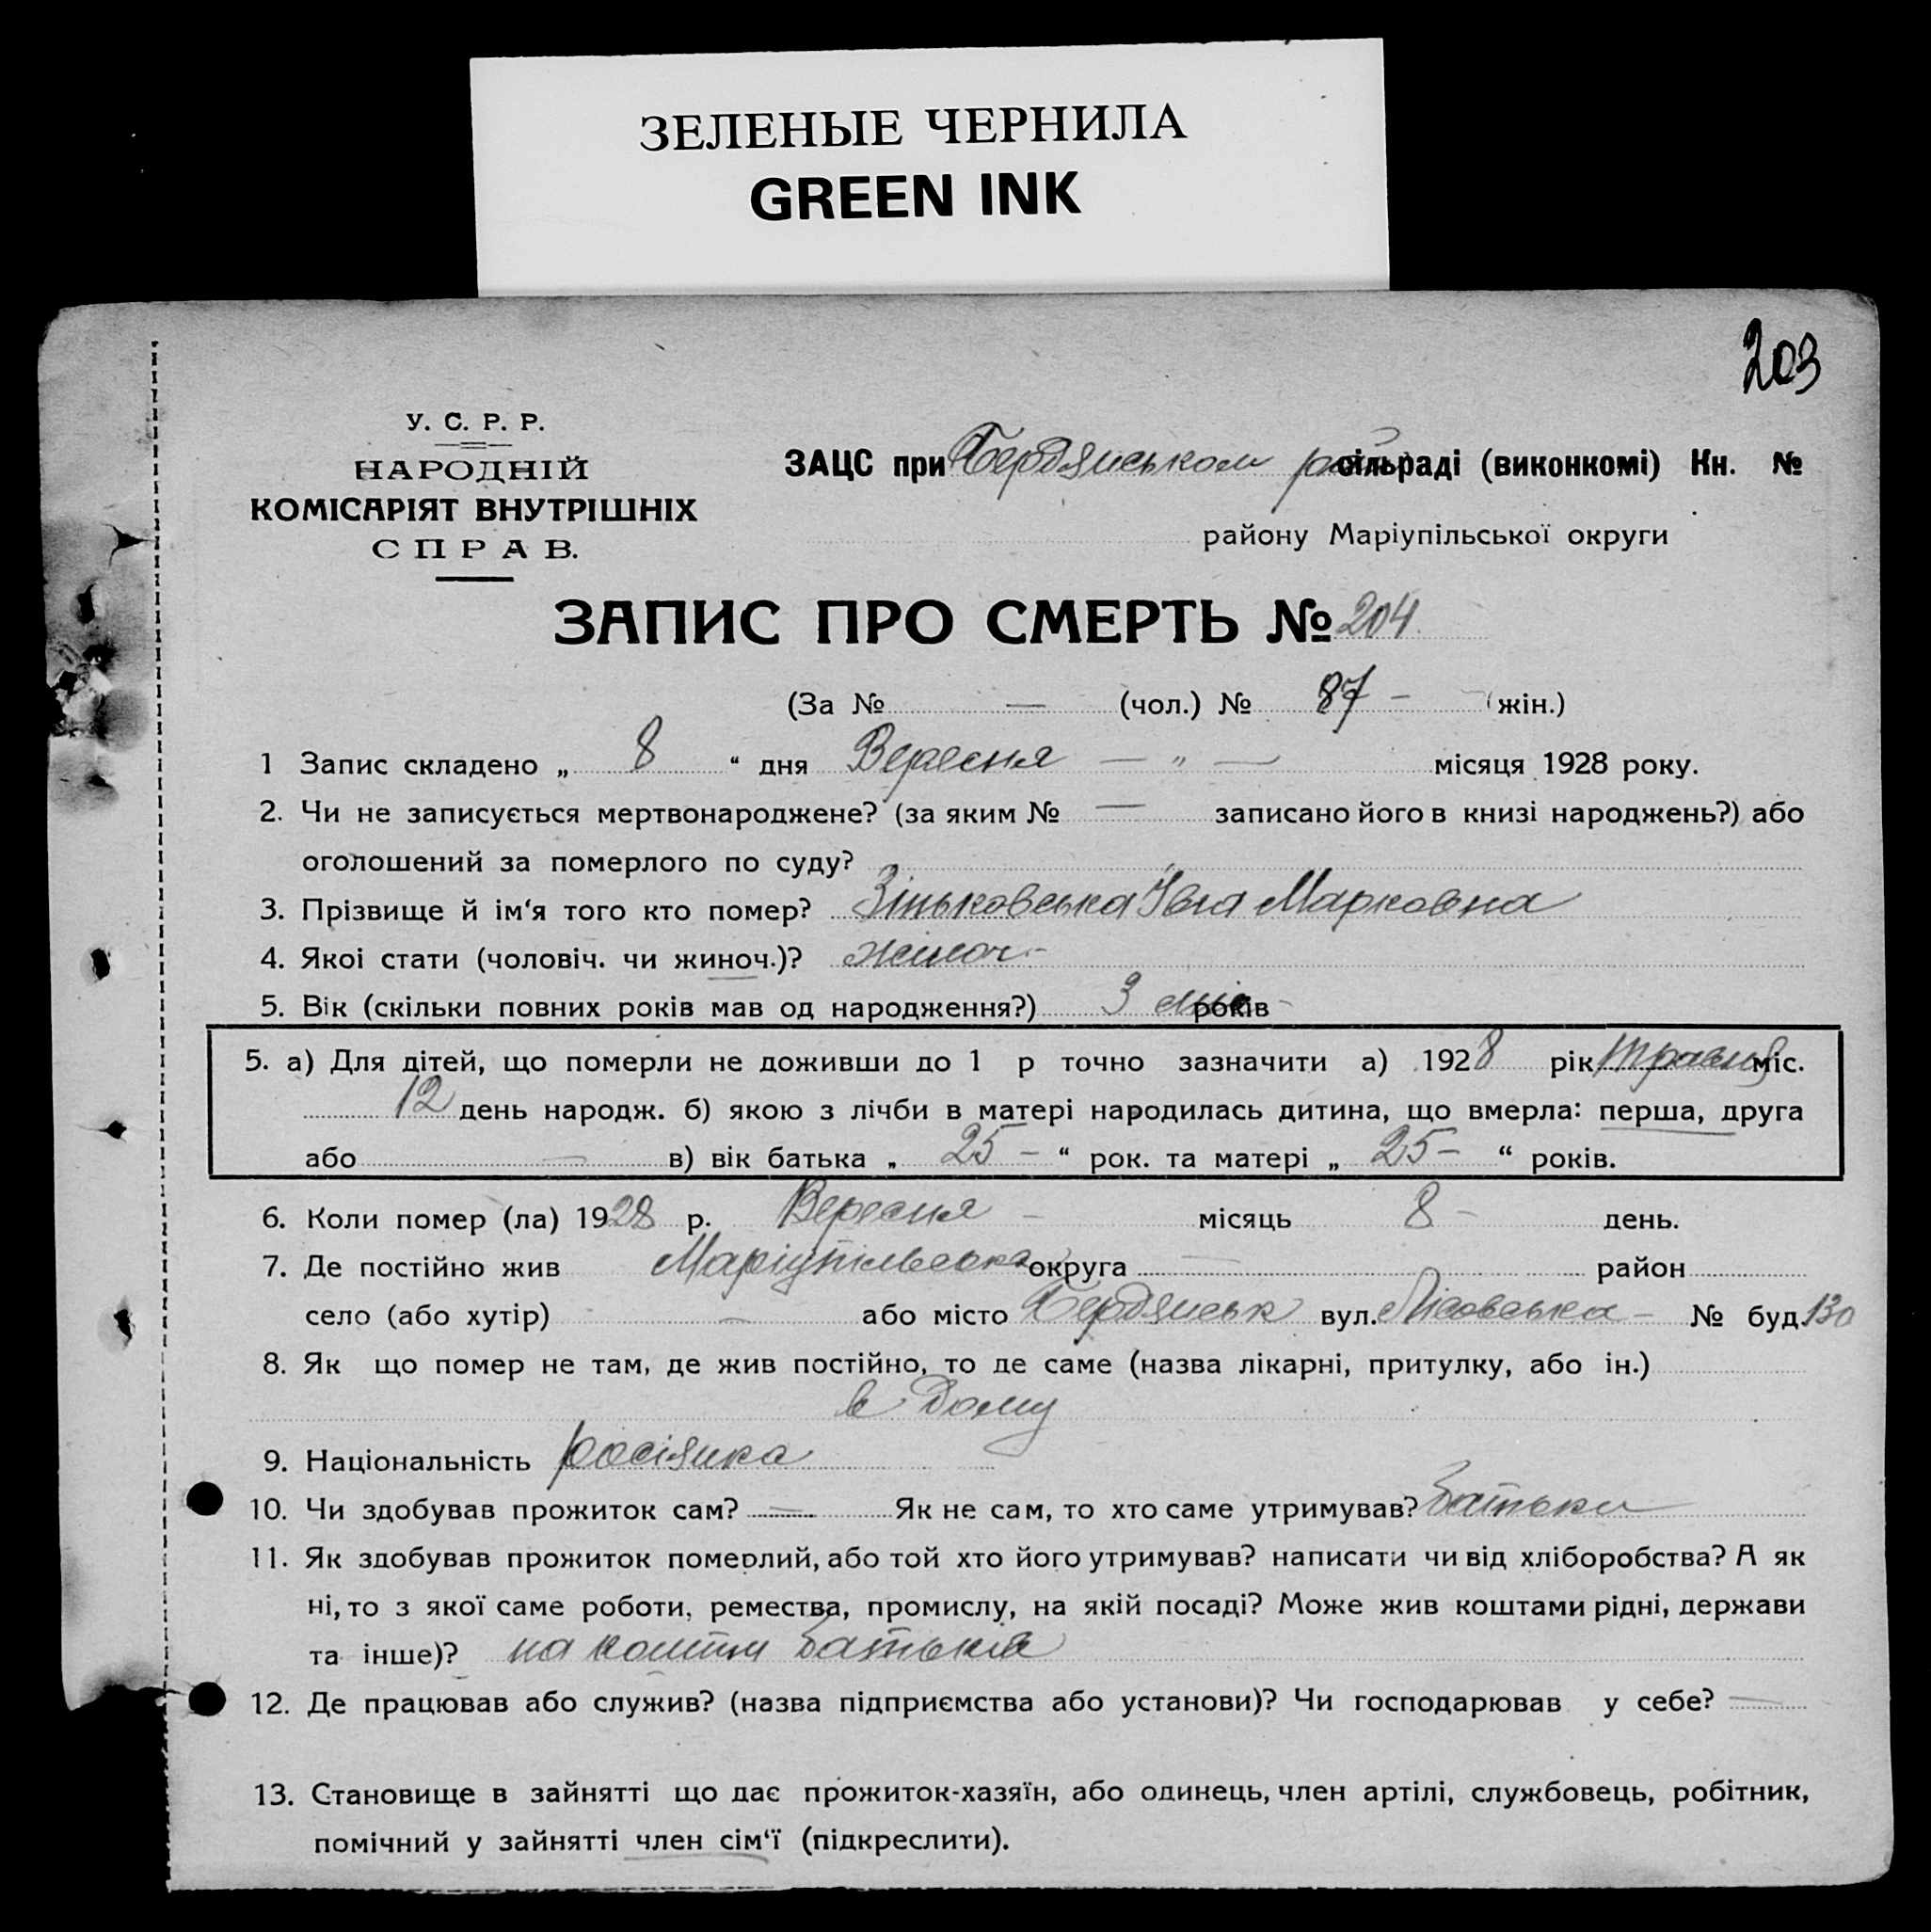 ЗЕЛЕНЫЕ ЧЕРНИЛА
GREEN INK
203
У. С. Р. Р.
НАРОДНІЙ
КОМІСАРІЯТ ВНУТРІШНІХ
СПРАВ.
ЗАЦС при Бердянськом сільраді (виконкомі) Кн. №
району Маріупільської округи
ЗАПИС ПРО СМЕРТЬ № 204
(За № — (чол.) № 87 — (жін.)
1 Запис складено „ 8 “ дня Вересня — „ — місяця 1928 року.
2. Чи не записується мертвонароджене? (за яким № — записано його в книзі народжень?) або
оголошений за померлого по суду?
3. Прізвище й ім‘я того кто помер? Зіньковська Івга Марковна
4. Якоі стати (чоловіч. чи жиноч.)? жиноч. –
5. Вік (скільки повних років мав од народження?) 3 міс років –
5. а) Для дітей, що померли не доживши до 1 р точно зазначити а) 1928 рік травня міс.
12 день народж. б) якою з лічби в матері народилась дитина, що вмерла: перша, друга
або — в) вік батька „ 25 – “ рок. та матері „ 25 – “ років.
6. Коли помер (ла) 1928 р. Вересня – місяць 8 – день.
7. Де постійно жив Маріупільська округа — район
село (або хутір) — або місто Бердянськ вул. Лісовська – № буд. 130
8. Як що помер не там, де жив постійно, то де саме (назва лікарні, притулку, або ін.)
в дому
9. Національність росіянка
10. Чи здобував прожиток сам? — Як не сам, то хто саме утримував? батьки
11. Як здобував прожиток померлий, або той хто його утримував? написати чи від хліборобства? А як
ні, то з якої саме роботи, ремества, промислу, на якій посаді? Може жив коштами рідні, держави
та інше)? на кошти батьків
12. Де працював або служив? (назва підприємства або установи)? Чи господарював у себе? —
13. Становище в зайнятті що дає прожиток-хазяїн, або одинець, член артілі, службовець, робітник,
помічний у зайнятті член сім‘ї (підкреслити).